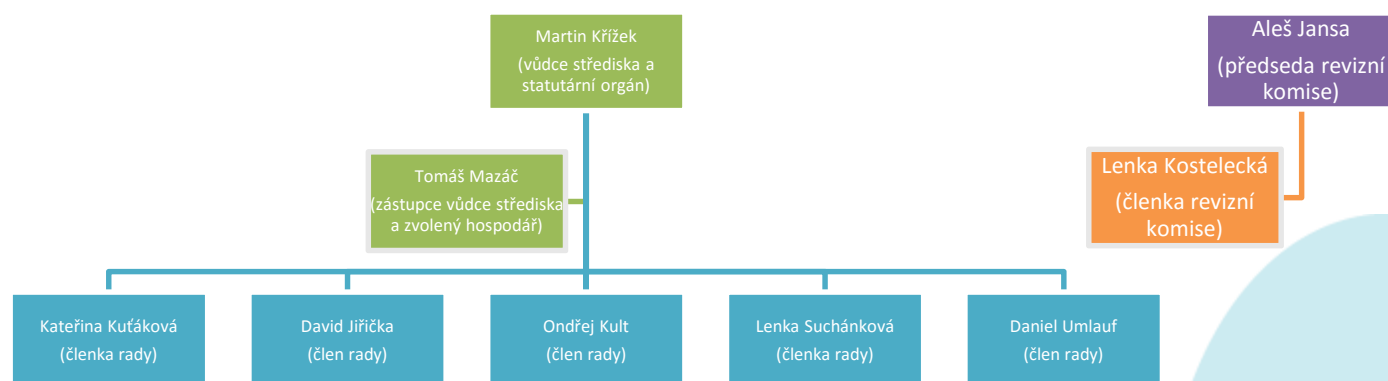 Martin Křížek
(vůdce střediska a
statutární orgán)
Aleš Jansa
(předseda revizní
komise)
Tomáš Mazáč
(zástupce vůdce střediska
a zvolený hospodář)
Lenka Kostelecká
(členka revizní
komise)
Kateřina Kuťáková
(členka rady)
David Jiřička
(člen rady)
Ondřej Kult
(člen rady)
Lenka Suchánková
(členka rady)
Daniel Umlauf
(člen rady)